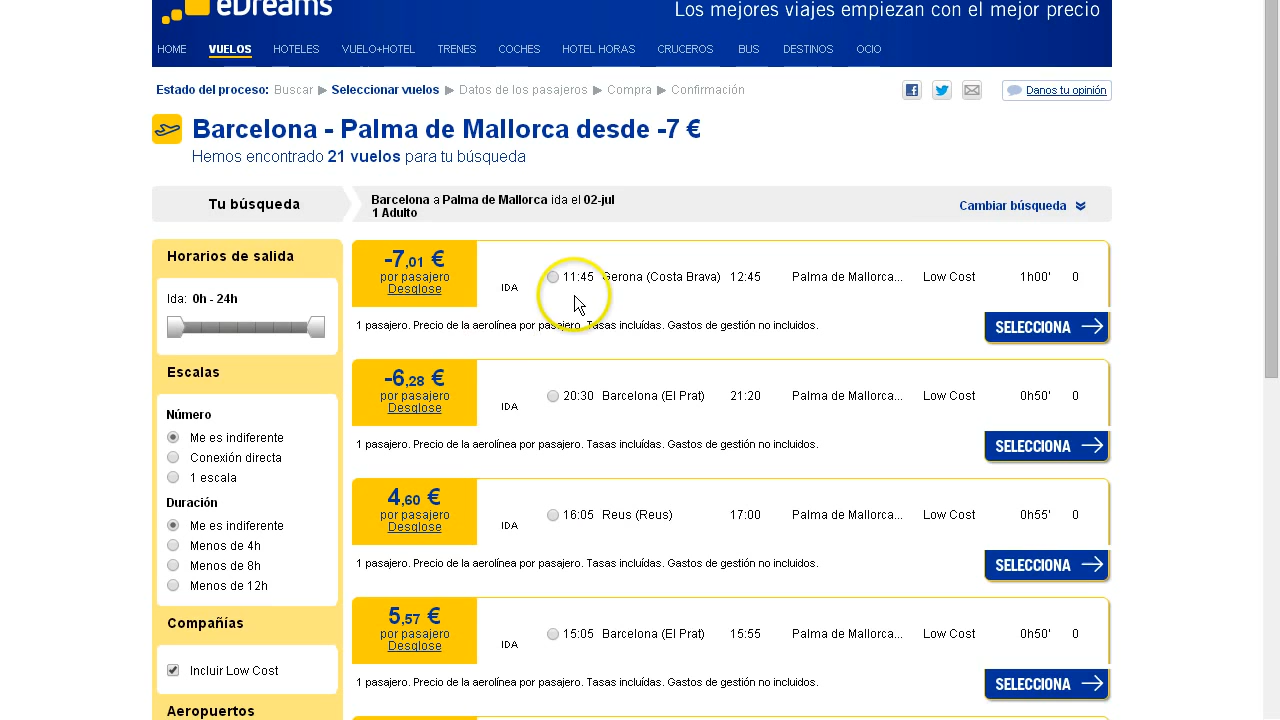 eDreams
Los mejores viajes empiezan con el mejor precio
HOME VUELOS HOTELES VUELO+HOTEL TRENES COCHES HOTEL HORAS CRUCEROS BUS DESTINOS OCIO
Estado del proceso: Buscar Seleccionar vuelos Datos de los pasajeros Compra Confirmación
Danos tu opinión
Barcelona - Palma de Mallorca desde -7 €
Hemos encontrado 21 vuelos para tu búsqueda
Tu búsqueda
Barcelona a Palma de Mallorca ida el 02-jul
1 Adulto
Cambiar búsqueda
Horarios de salida
Ida: 0h - 24h
Escalas
Número
Me es indiferente
Conexión directa
1 escala
Duración
Me es indiferente
Menos de 4h
Menos de 8h
Menos de 12h
Compañías
Incluir Low Cost
Aeropuertos
-7,01 €
por pasajero
Desglose
IDA 11:45 Gerona (Costa Brava) 12:45 Palma de Mallorca... Low Cost 1h00' 0
1 pasajero. Precio de la aerolínea por pasajero. Tasas incluídas. Gastos de gestión no incluidos.
SELECCIONA
-6,28 €
por pasajero
Desglose
IDA 20:30 Barcelona (El Prat) 21:20 Palma de Mallorca... Low Cost 0h50' 0
1 pasajero. Precio de la aerolínea por pasajero. Tasas incluídas. Gastos de gestión no incluidos.
SELECCIONA
4,60 €
por pasajero
Desglose
IDA 16:05 Reus (Reus) 17:00 Palma de Mallorca... Low Cost 0h55' 0
1 pasajero. Precio de la aerolínea por pasajero. Tasas incluídas. Gastos de gestión no incluidos.
SELECCIONA
5,57 €
por pasajero
Desglose
IDA 15:05 Barcelona (El Prat) 15:55 Palma de Mallorca... Low Cost 0h50' 0
1 pasajero. Precio de la aerolínea por pasajero. Tasas incluídas. Gastos de gestión no incluidos.
SELECCIONA